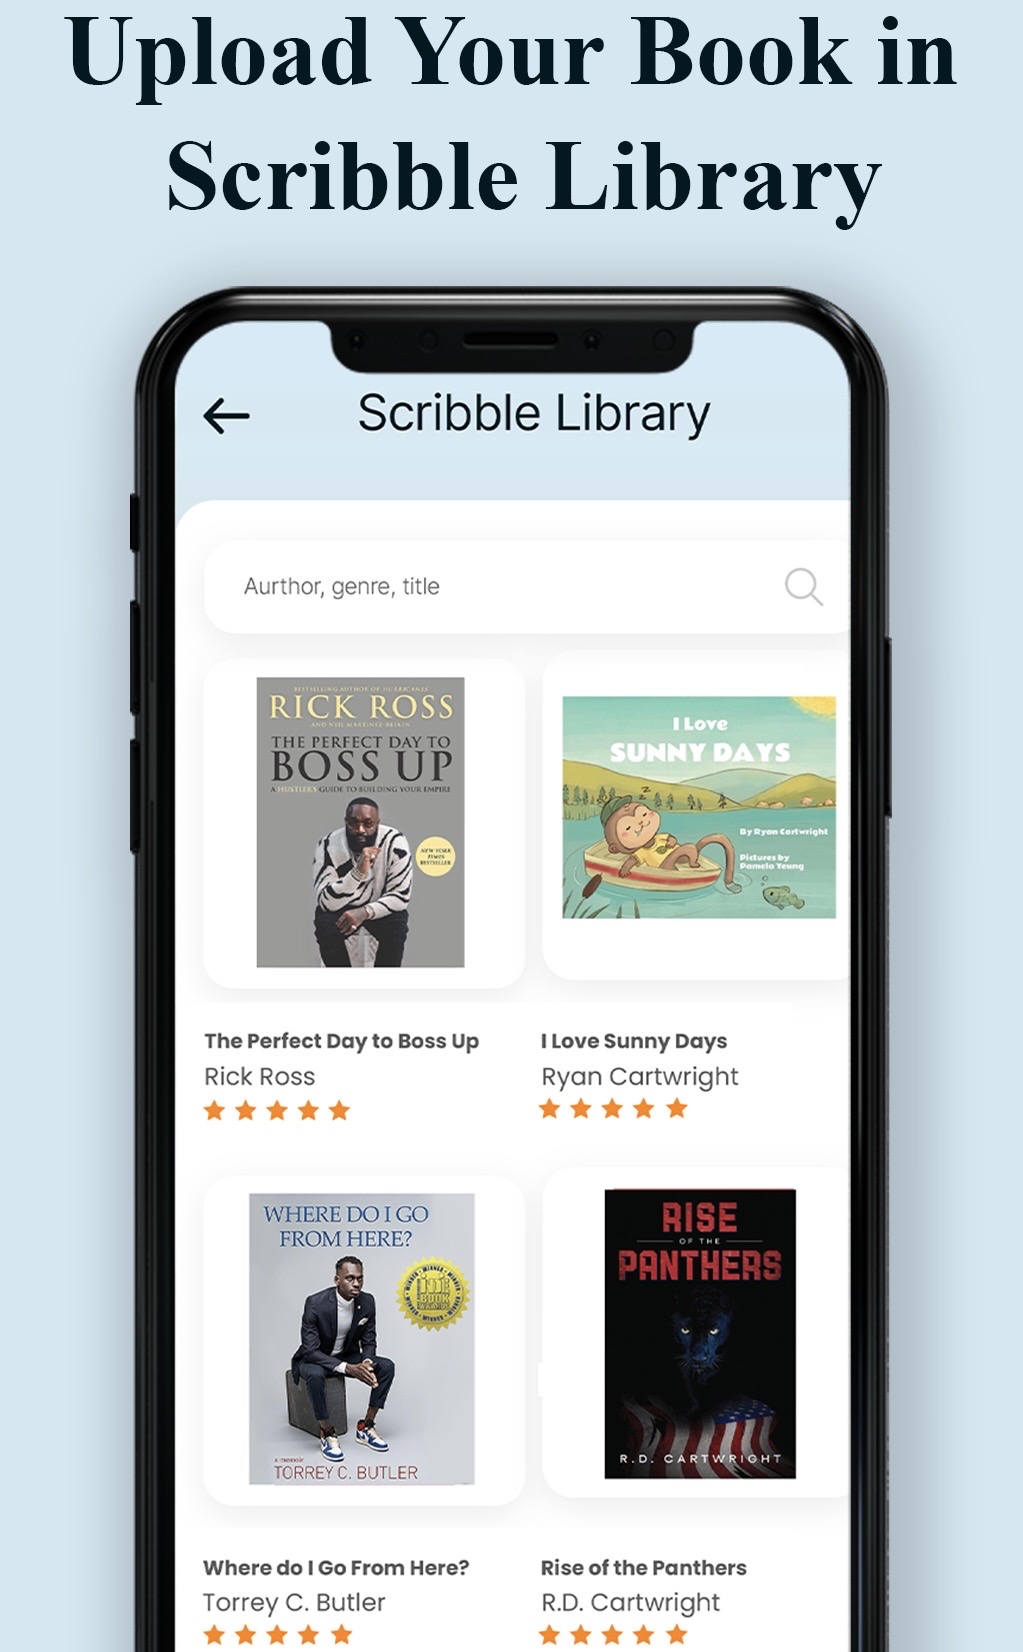 Upload Your Book in
Scribble Library
Scribble Library
Aurthor, genre, title
BESTSELLING AUTHOR OF HURRICANES
RICK ROSS
AND NEIL MARTINEZ-BELKIN
THE PERFECT DAY TO
BOSS UP
A HUSTLER'S GUIDE TO BUILDING YOUR EMPIRE
NEW YORK
TIMES
BESTSELLER
I Love
SUNNY DAYS
By Ryan Cartwright
Pictures by
Pamela Yeung
The Perfect Day to Boss Up
Rick Ross
I Love Sunny Days
Ryan Cartwright
WHERE DO I GO
FROM HERE?
WINNER
BOOK
AWARDS
WINNER
a memoir
TORREY C. BUTLER
RISE
OF THE
PANTHERS
R.D. CARTWRIGHT
Where do I Go From Here?
Torrey C. Butler
Rise of the Panthers
R.D. Cartwright